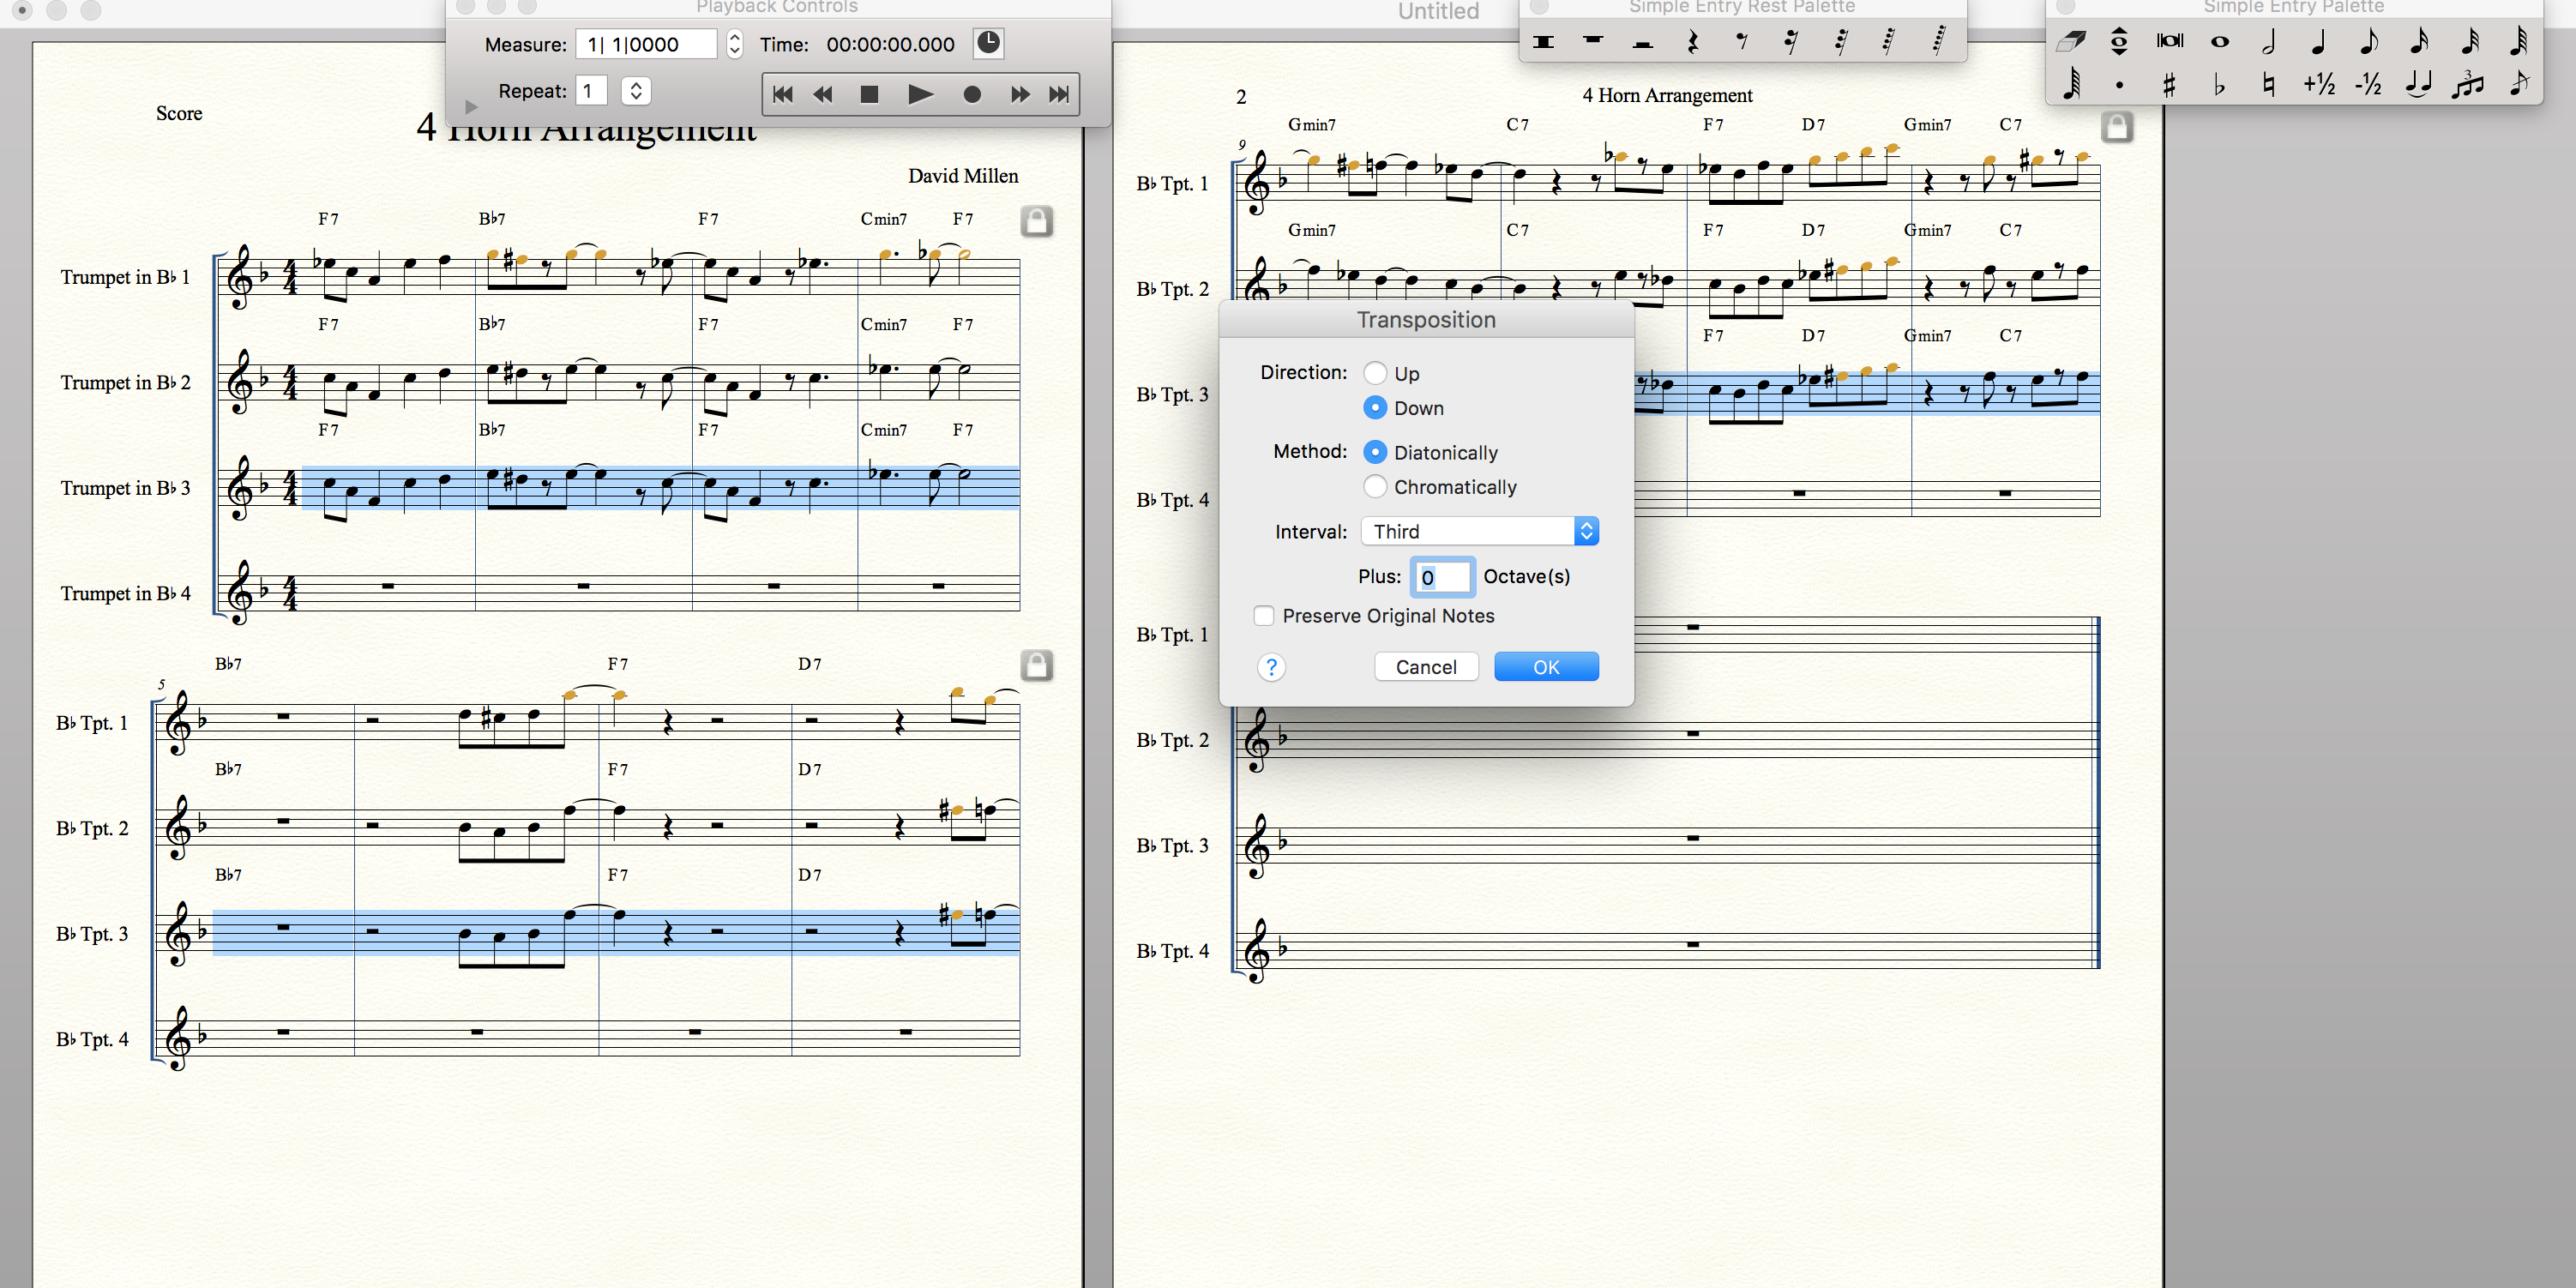 Playback Controls
Measure: 1| 1|0000 Time: 00:00:00.000
Repeat: 1
Untitled
Simple Entry Rest Palette
Simple Entry Palette
+½ -½
3
Score
4 Horn Arrangement
David Millen
F7 B♭7 F7 Cmin7 F7
Trumpet in B♭ 1
F7 B♭7 F7 Cmin7 F7
Trumpet in B♭ 2
F7 B♭7 F7 Cmin7 F7
Trumpet in B♭ 3
Trumpet in B♭ 4
B♭7 F7 D7
5
B♭ Tpt. 1
B♭7 F7 D7
B♭ Tpt. 2
B♭7 F7 D7
B♭ Tpt. 3
B♭ Tpt. 4
2
4 Horn Arrangement
Gmin7 C7 F7 D7 Gmin7 C7
9
B♭ Tpt. 1
Gmin7 C7 F7 D7 Gmin7 C7
B♭ Tpt. 2
F7 D7 Gmin7 C7
B♭ Tpt. 3
B♭ Tpt. 4
B♭ Tpt. 1
B♭ Tpt. 2
B♭ Tpt. 3
B♭ Tpt. 4
Transposition
Direction: Up
Down
Method: Diatonically
Chromatically
Interval: Third
Plus: 0 Octave(s)
Preserve Original Notes
? Cancel OK